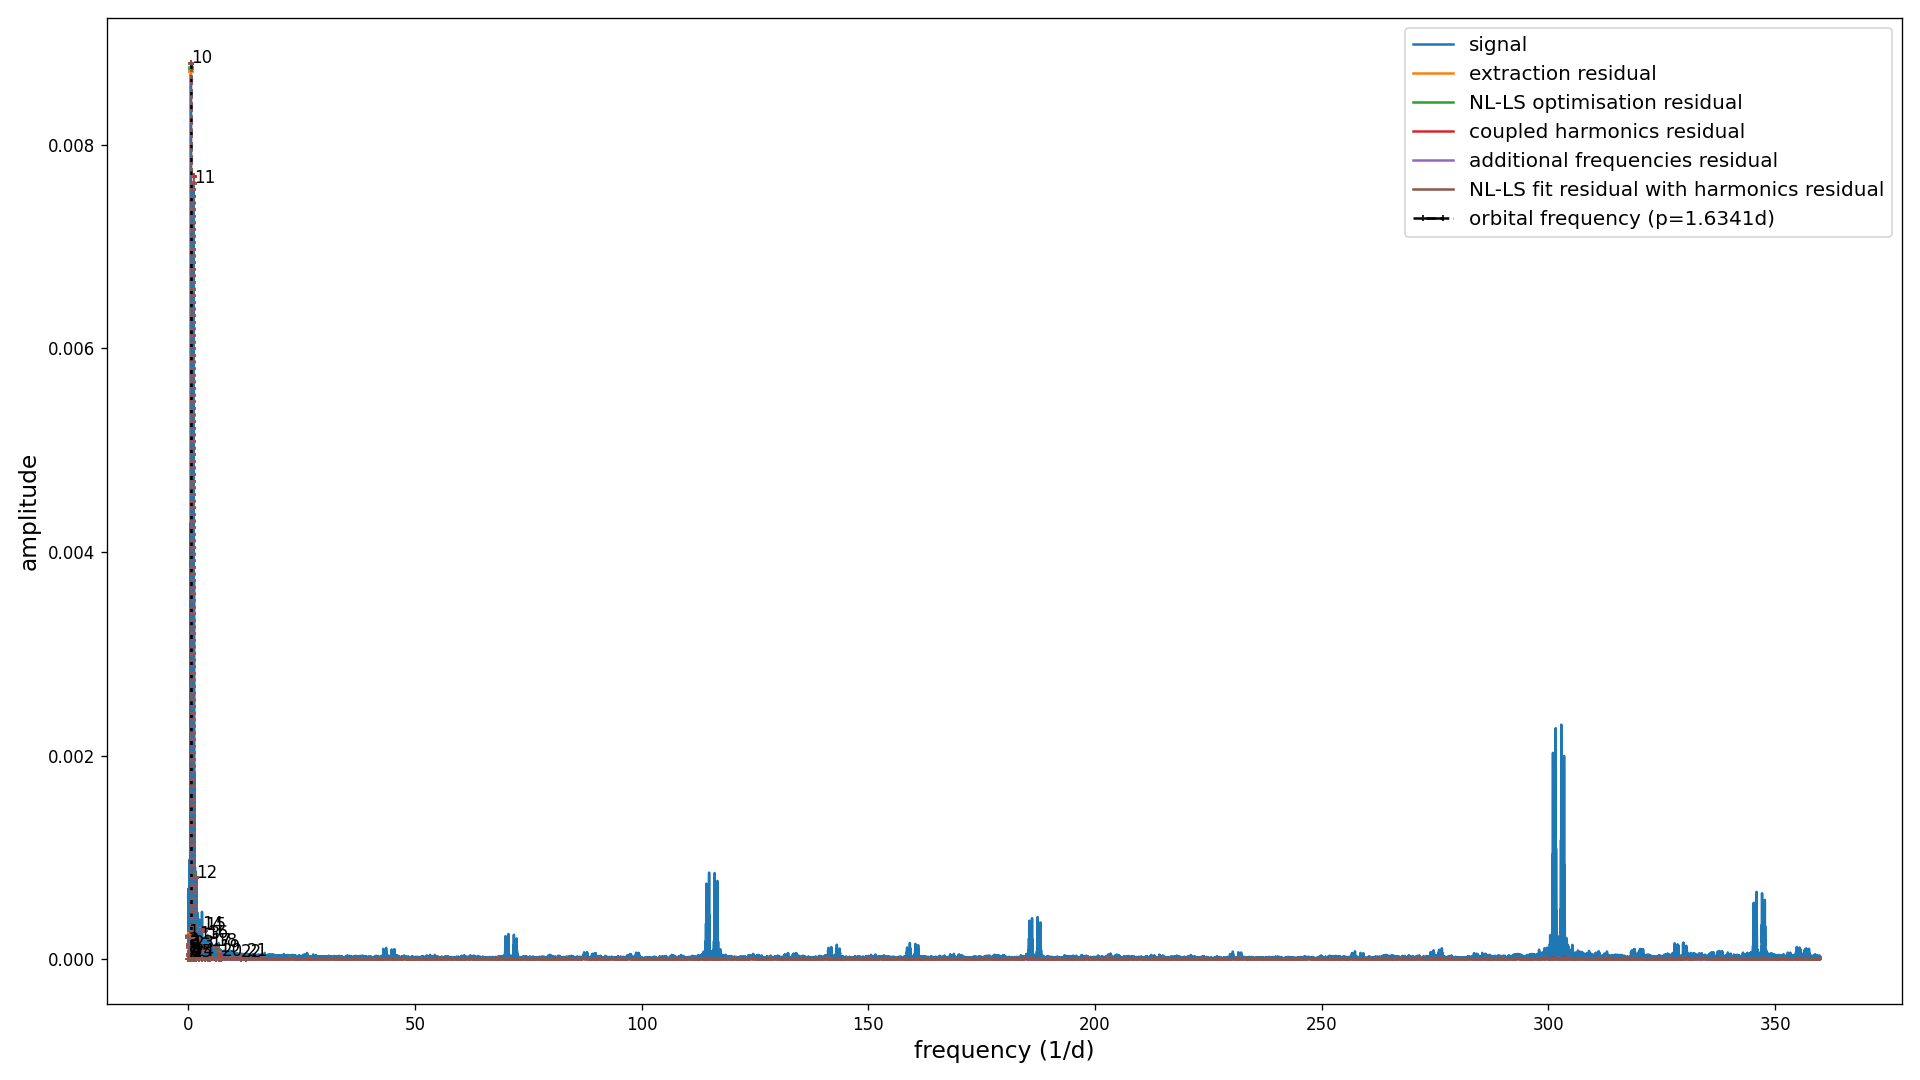 signal
extraction residual
NL-LS optimisation residual
coupled harmonics residual
additional frequencies residual
NL-LS fit residual with harmonics residual
orbital frequency (p=1.6341d)
10
11
12
0.008
0.006
0.004
0.002
0.000
amplitude
0
50
100
150
200
250
300
350
frequency (1/d)